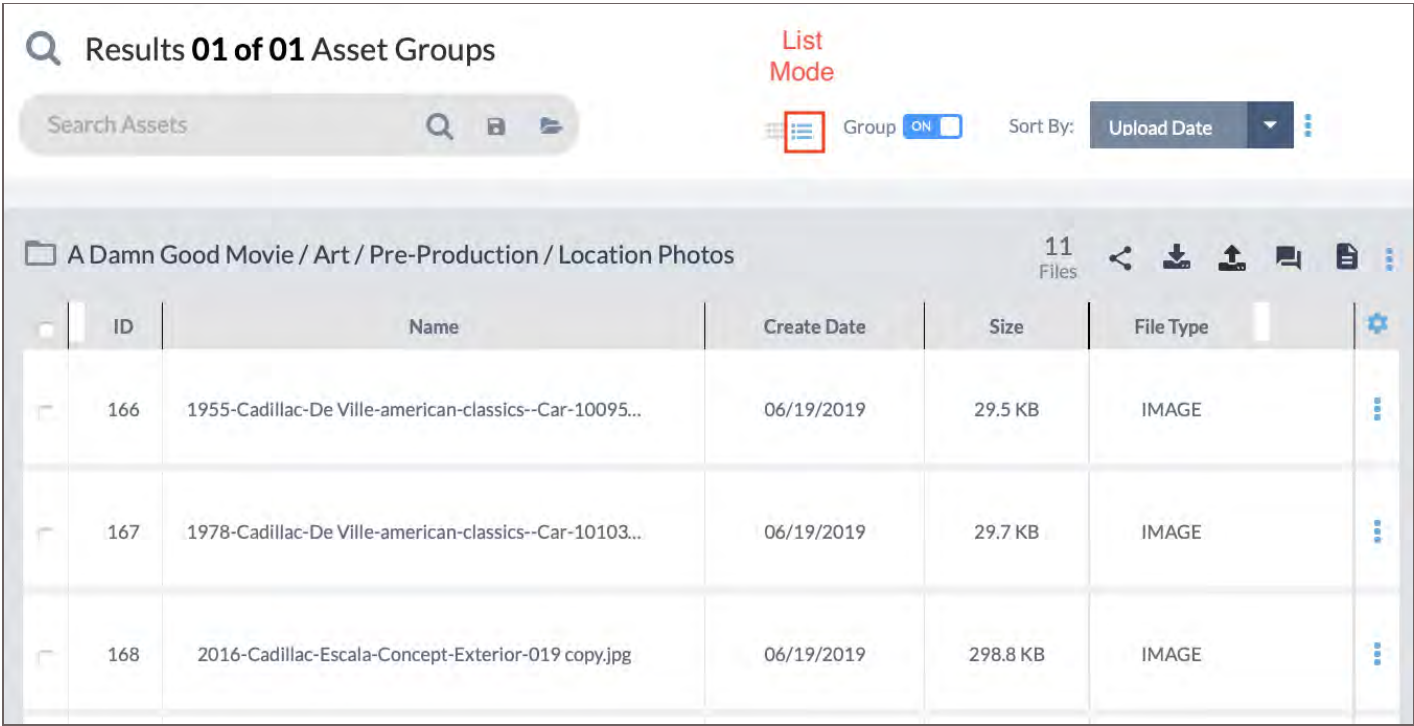 Results 01 of 01 Asset Groups
List
Mode
Search Assets
Group ON
Sort By:
Upload Date
A Damn Good Movie / Art / Pre-Production / Location Photos
11
Files
ID Name Create Date Size File Type
166 1955-Cadillac-De Ville-american-classics--Car-10095... 06/19/2019 29.5 KB IMAGE
167 1978-Cadillac-De Ville-american-classics--Car-10103... 06/19/2019 29.7 KB IMAGE
168 2016-Cadillac-Escala-Concept-Exterior-019 copy.jpg 06/19/2019 298.8 KB IMAGE